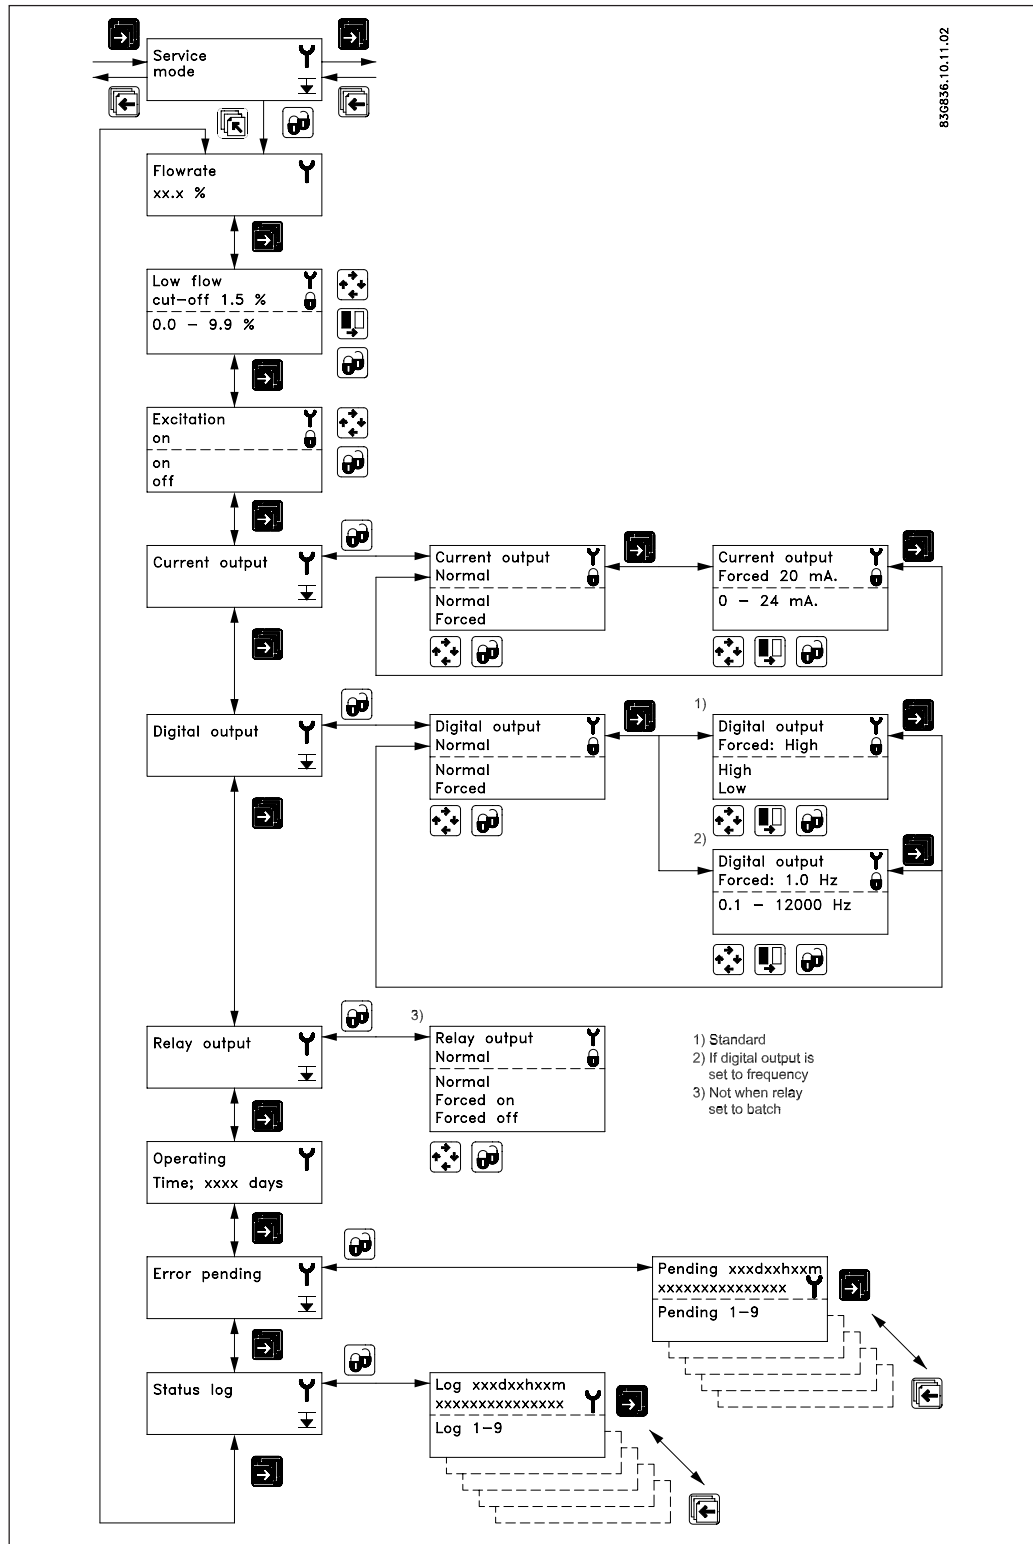 83G836.10.11.02
Service
mode
Flowrate
xx.x %
Low flow
cut-off 1.5 %
0.0 - 9.9 %
Excitation
on
on
off
Current output
Current output
Normal
Normal
Forced
Current output
Forced 20 mA.
0 - 24 mA.
Digital output
Digital output
Normal
Normal
Forced
1)
Digital output
Forced: High
High
Low
2)
Digital output
Forced: 1.0 Hz
0.1 - 12000 Hz
Relay output
3)
Relay output
Normal
Normal
Forced on
Forced off
1) Standard
2) If digital output is
set to frequency
3) Not when relay
set to batch
Operating
Time; xxxx days
Error pending
Pending xxxdxxhxxm
xxxxxxxxxxxxxxx
Pending 1-9
Status log
Log xxxdxxhxxm
xxxxxxxxxxxxxxx
Log 1-9